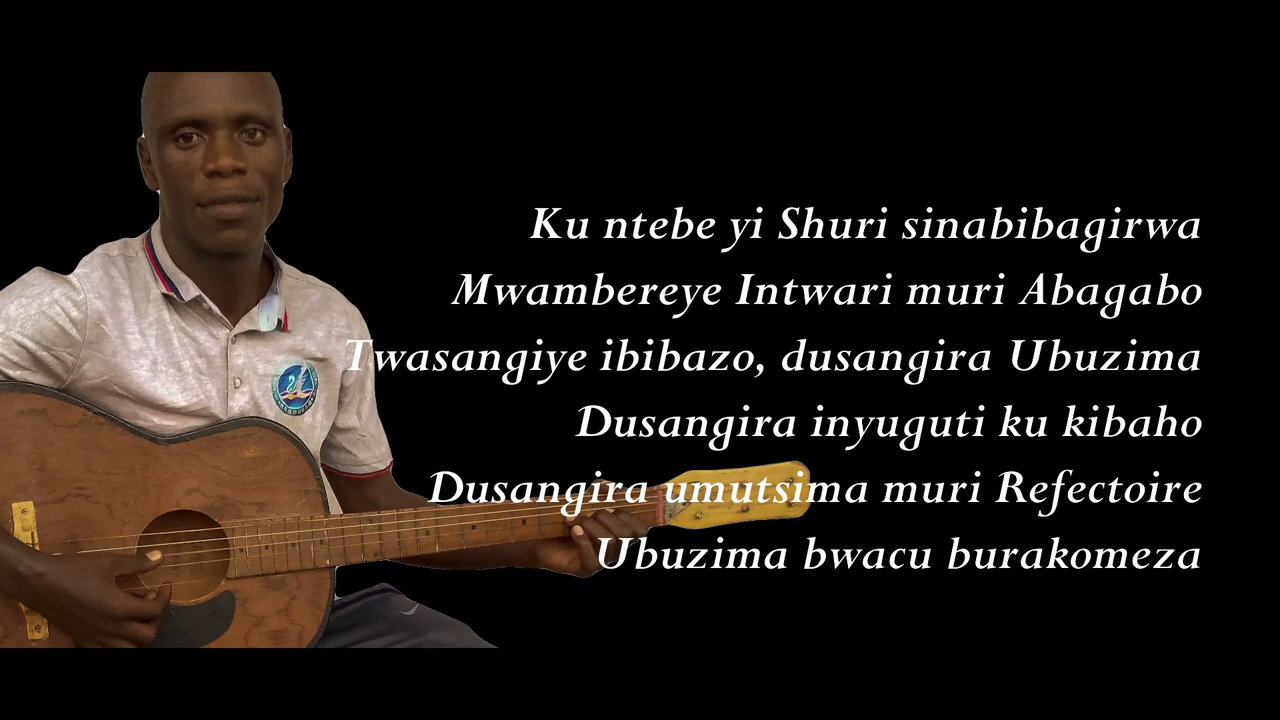 Ku ntebe yi Shuri sinabibagirwa
Mwambereye Intwari muri Abagabo
Twasangiye ibibazo, dusangira Ubuzima
Dusangira inyuguti ku kibaho
Dusangira umutsima muri Refectoire
Ubuzima bwacu burakomeza